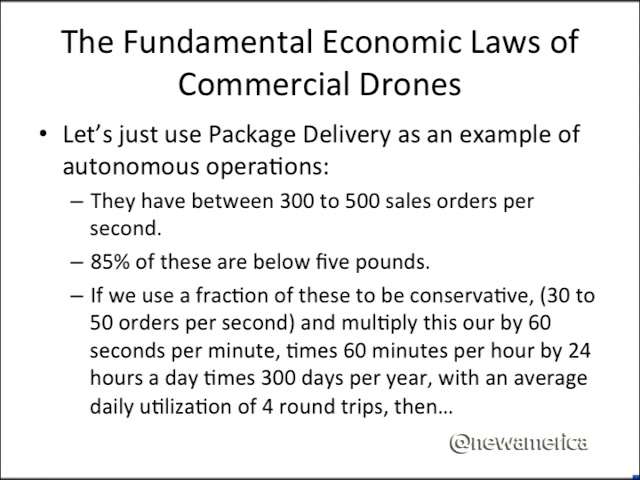 The Fundamental Economic Laws of
Commercial Drones
• Let's just use Package Delivery as an example of
autonomous operations:
– They have between 300 to 500 sales orders per
second.
– 85% of these are below five pounds.
– If we use a fraction of these to be conservative, (30 to
50 orders per second) and multiply this our by 60
seconds per minute, times 60 minutes per hour by 24
hours a day times 300 days per year, with an average
daily utilization of 4 round trips, then…
@newamerica